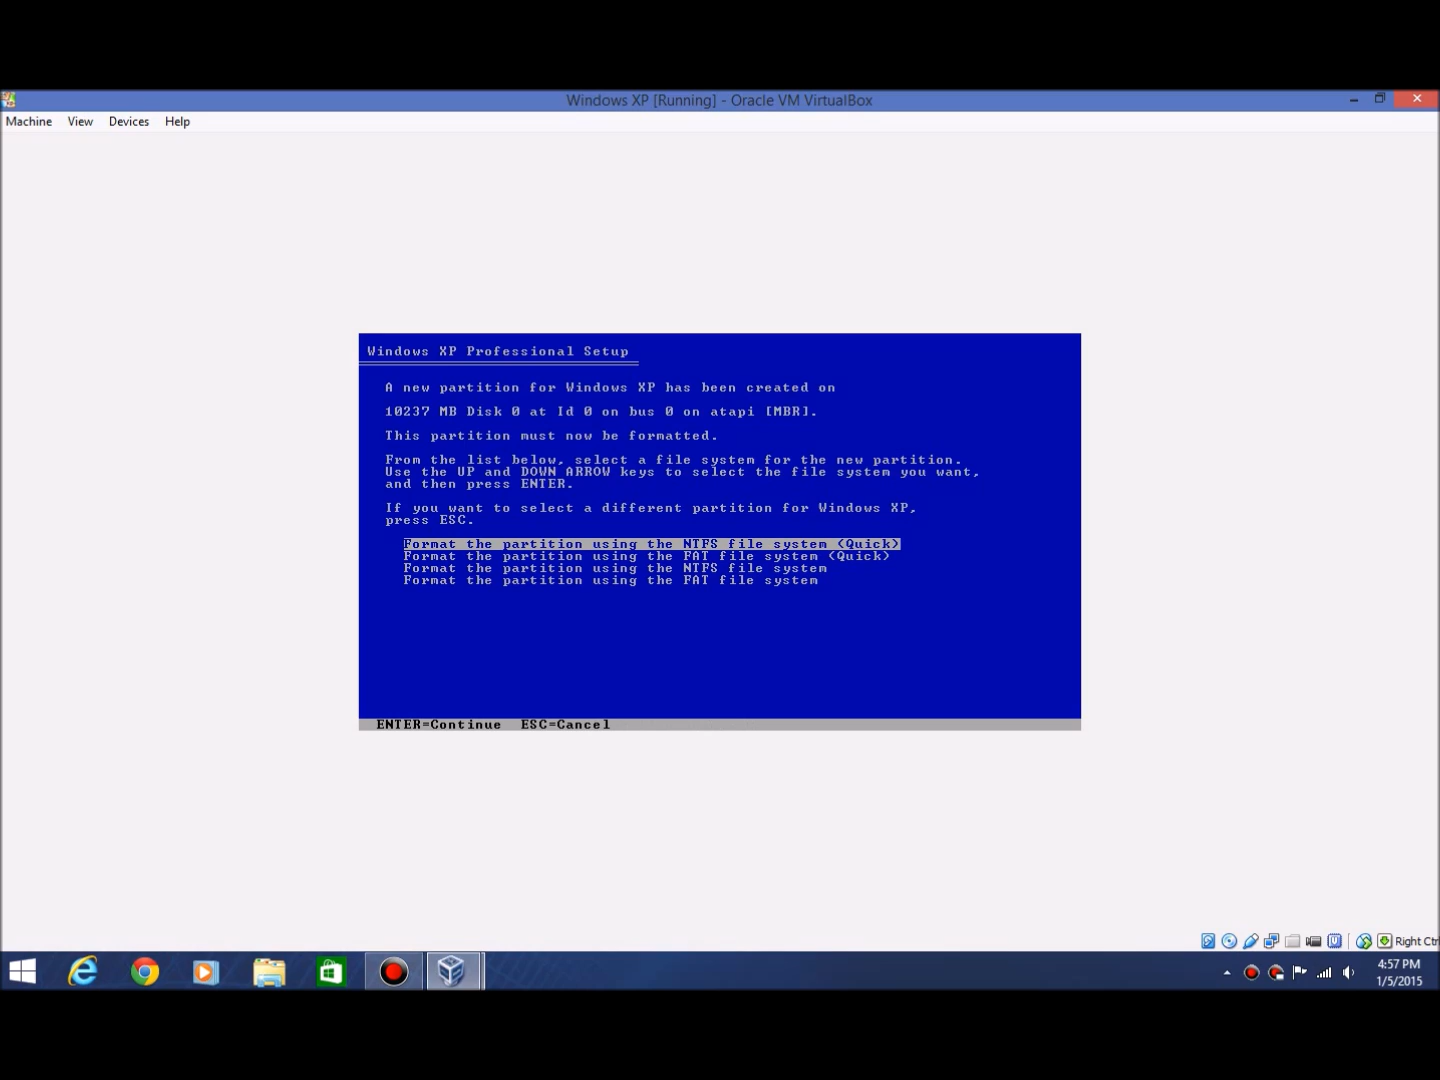 Windows XP [Running] - Oracle VM VirtualBox
Machine View Devices Help
Windows XP Professional Setup
A new partition for Windows XP has been created on
10237 MB Disk 0 at Id 0 on bus 0 on atapi [MBR].
This partition must now be formatted.
From the list below, select a file system for the new partition.
Use the UP and DOWN ARROW keys to select the file system you want,
and then press ENTER.
If you want to select a different partition for Windows XP,
press ESC.
Format the partition using the NTFS file system (Quick)
Format the partition using the FAT file system (Quick)
Format the partition using the NTFS file system
Format the partition using the FAT file system
ENTER=Continue ESC=Cancel
Right Ctr
4:57 PM
1/5/2015